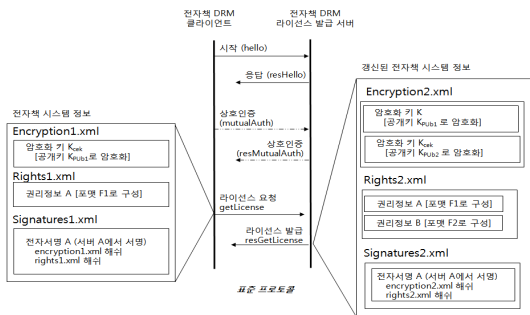 전자책 DRM
클라이언트
전자책 DRM
라이선스 발급 서버
시작 (hello)
응답 (resHello)
상호인증
(mutualAuth)
상호인증
(resMutualAuth)
라이선스 요청
getLicense
라이선스 발급
resGetLicense
표준 프로토콜
전자책 시스템 정보
Encryption1.xml
암호화 키 Kcek
[공개키 KPUb1로 암호화]
Rights1.xml
권리정보 A [포맷 F1로 구성]
Signatures1.xml
전자서명 A (서버 A에서 서명)
encryption1.xml 해쉬
rights1.xml 해쉬
갱신된 전자책 시스템 정보
Encryption2.xml
암호화 키 K
[공개키 KPUb1 로 암호화]
암호화 키 Kcek
[공개키 KPUB2 로 암호화]
Rights2.xml
권리정보 A [포맷 F1로 구성]
권리정보 B [포맷 F2로 구성]
Signatures2.xml
전자서명 A (서버 A에서 서명)
encryption2.xml 해쉬
rights2.xml 해쉬